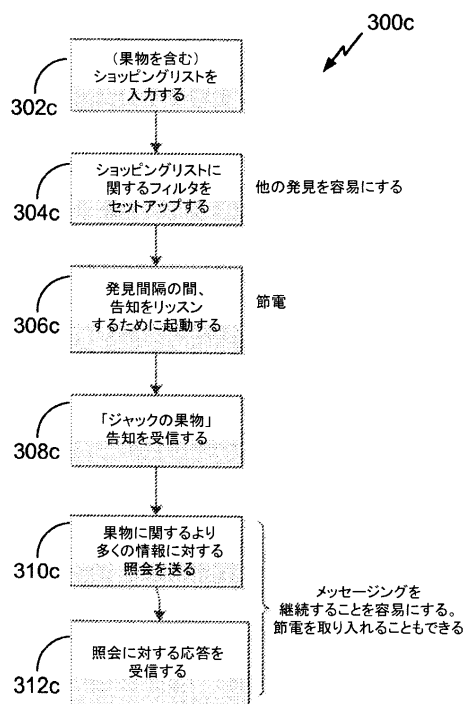 300c
(果物を含む)
ショッピングリストを
入力する
302c
ショッピングリストに
関するフィルタを
セットアップする
304c
他の発見を容易にする
発見間隔の間、
告知をリッスン
するために起動する
306c
節電
「ジャックの果物」
告知を受信する
308c
果物に関するより
多くの情報に対する
照会を送る
310c
メッセージングを
継続することを容易にする。
節電を取り入れることもできる
照会に対する応答を
受信する
312c